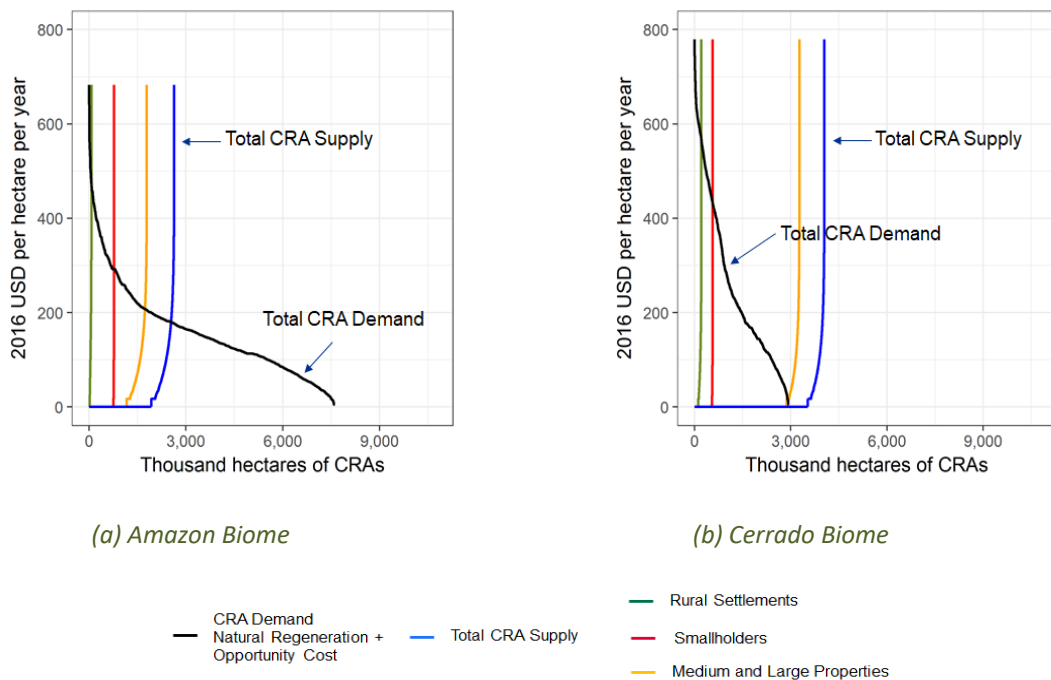 800
600
400
200
0
2016 USD per hectare per year
Total CRA Supply
Total CRA Demand
0
3,000
6,000
9,000
Thousand hectares of CRAs
(a) Amazon Biome
800
600
400
200
0
2016 USD per hectare per year
Total CRA Supply
Total CRA Demand
0
3,000
6,000
9,000
Thousand hectares of CRAs
(b) Cerrado Biome
CRA Demand
Natural Regeneration +
Opportunity Cost
Total CRA Supply
Rural Settlements
Smallholders
Medium and Large Properties